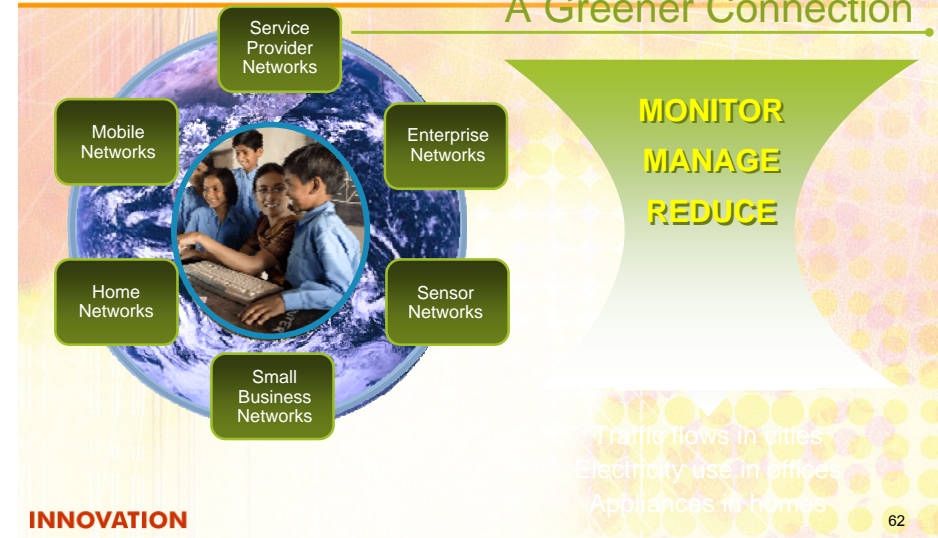 A Greener Connection
Service
Provider
Networks
Mobile
Networks
Enterprise
Networks
Home
Networks
Sensor
Networks
Small
Business
Networks
MONITOR
MANAGE
REDUCE
Traffic flows in cities
Electricity use in offices
Appliances in homes
INNOVATION
62